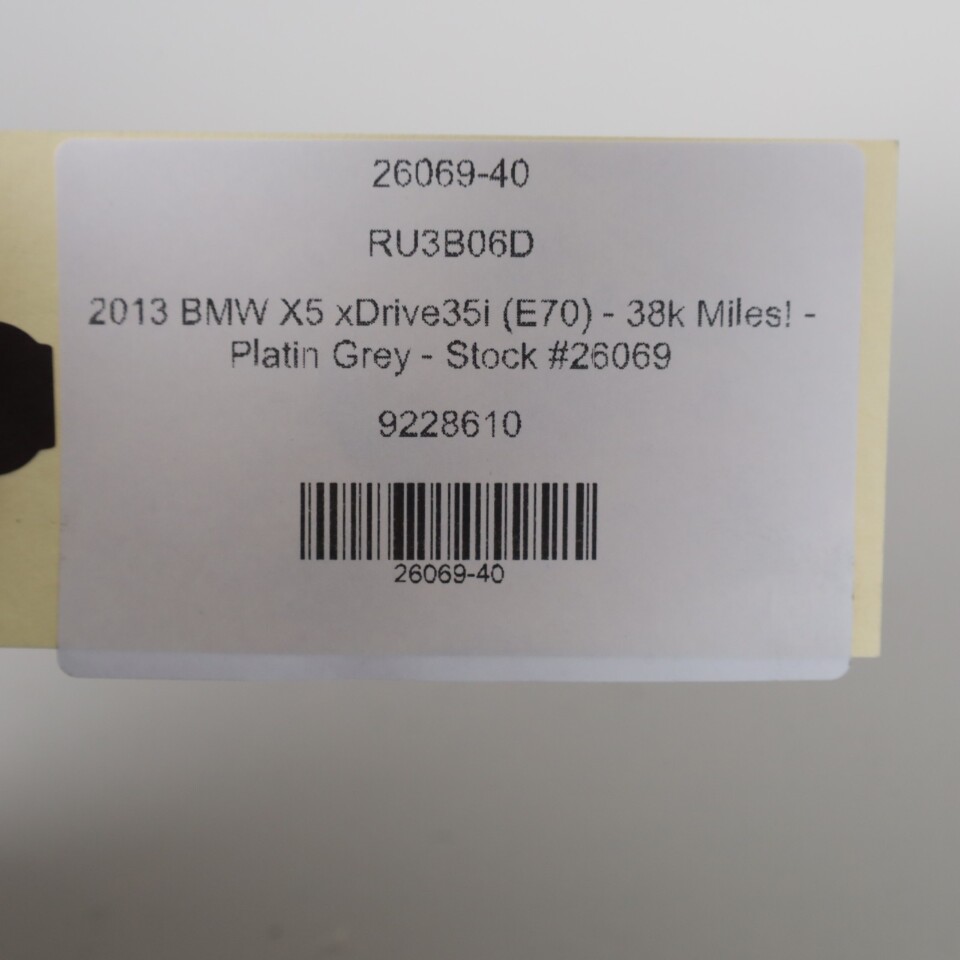 26069-40
RU3B06D
2013 BMW X5 xDrive35i (E70) - 38k Miles! -
Platin Grey - Stock #26069
9228610
26069-40